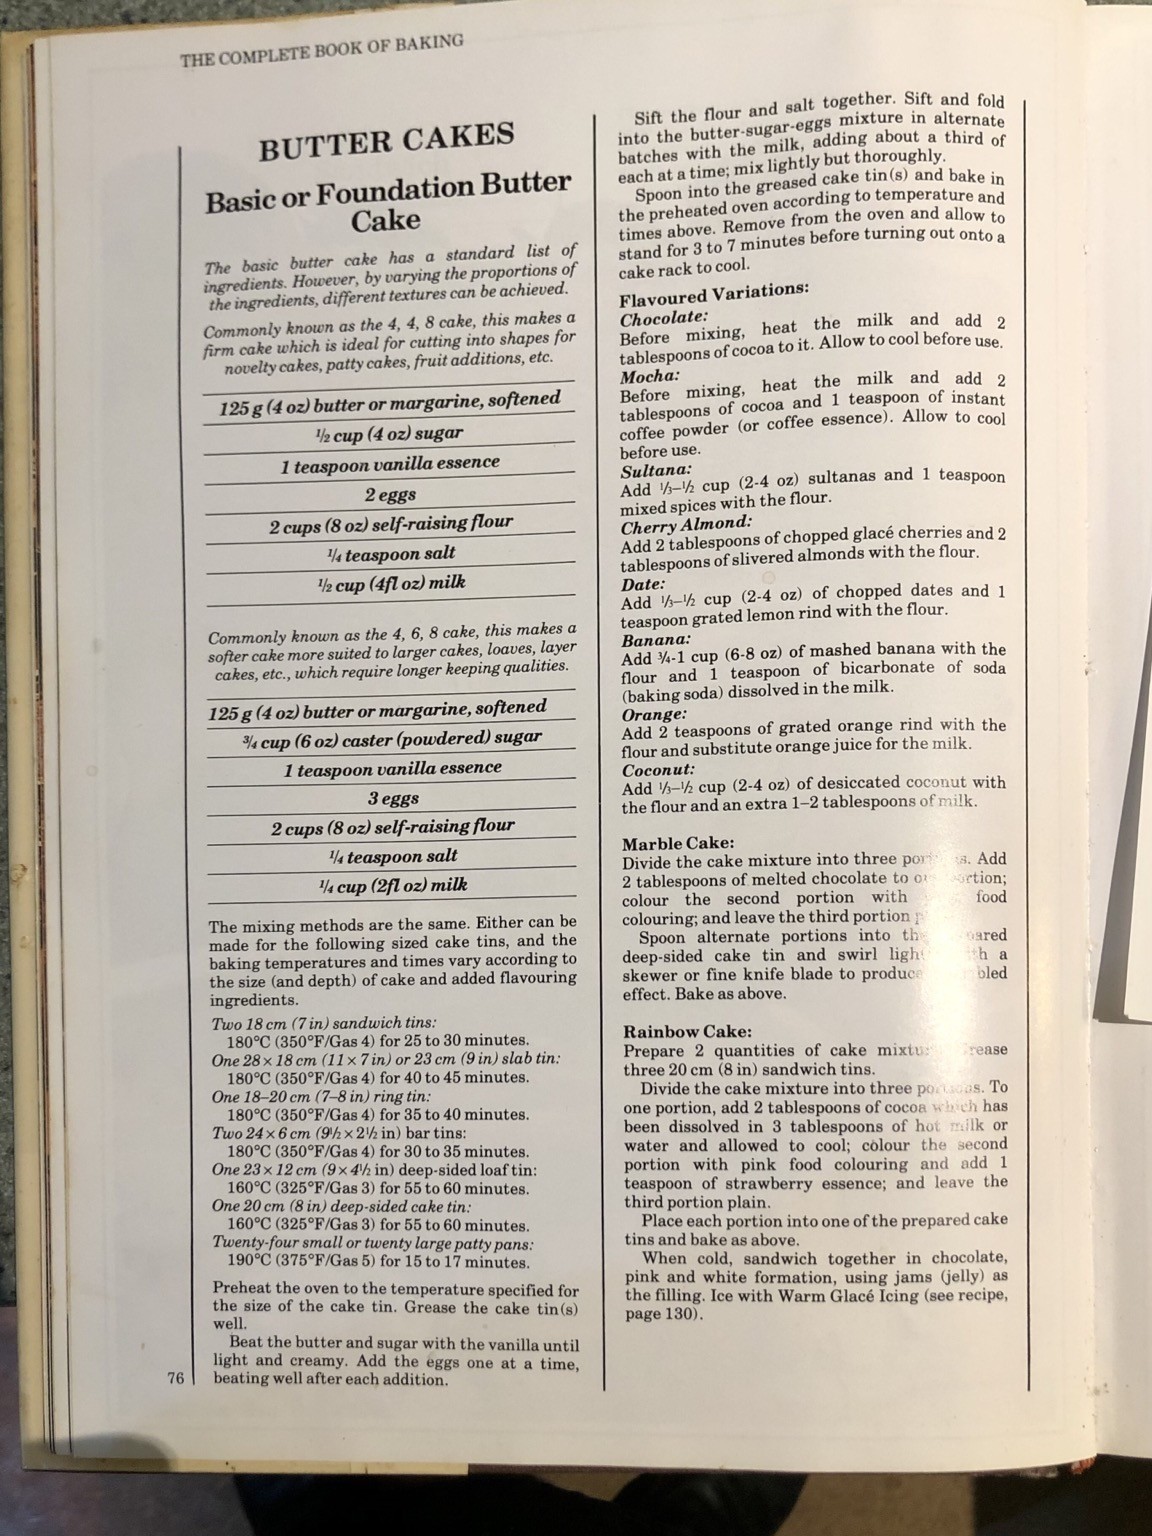 THE COMPLETE BOOK OF BAKING
BUTTER CAKES
Basic or Foundation Butter
Cake
The basic butter cake has a standard list of
ingredients. However, by varying the proportions of
the ingredients, different textures can be achieved.
Commonly known as the 4, 4, 8 cake, this makes a
firm cake which is ideal for cutting into shapes for
novelty cakes, patty cakes, fruit additions, etc.
125 g (4 oz) butter or margarine, softened
½ cup (4 oz) sugar
1 teaspoon vanilla essence
2 eggs
2 cups (8 oz) self-raising flour
¼ teaspoon salt
½ cup (4fl oz) milk
Commonly known as the 4, 6, 8 cake, this makes a
softer cake more suited to larger cakes, loaves, layer
cakes, etc., which require longer keeping qualities.
125 g (4 oz) butter or margarine, softened
¾ cup (6 oz) caster (powdered) sugar
1 teaspoon vanilla essence
3 eggs
2 cups (8 oz) self-raising flour
¼ teaspoon salt
¼ cup (2fl oz) milk
The mixing methods are the same. Either can be
made for the following sized cake tins, and the
baking temperatures and times vary according to
the size (and depth) of cake and added flavouring
ingredients.
Two 18 cm (7 in) sandwich tins:
180°C (350°F/Gas 4) for 25 to 30 minutes.
One 28 × 18 cm (11 × 7 in) or 23 cm (9 in) slab tin:
180°C (350°F/Gas 4) for 40 to 45 minutes.
One 18–20 cm (7–8 in) ring tin:
180°C (350°F/Gas 4) for 35 to 40 minutes.
Two 24 × 6 cm (9½ × 2½ in) bar tins:
180°C (350°F/Gas 4) for 30 to 35 minutes.
One 23 × 12 cm (9 × 4½ in) deep-sided loaf tin:
160°C (325°F/Gas 3) for 55 to 60 minutes.
One 20 cm (8 in) deep-sided cake tin:
160°C (325°F/Gas 3) for 55 to 60 minutes.
Twenty-four small or twenty large patty pans:
190°C (375°F/Gas 5) for 15 to 17 minutes.
Preheat the oven to the temperature specified for
the size of the cake tin. Grease the cake tin(s)
well.
Beat the butter and sugar with the vanilla until
light and creamy. Add the eggs one at a time,
beating well after each addition.
76
Sift the flour and salt together. Sift and fold
into the butter-sugar-eggs mixture in alternate
batches with the milk, adding about a third of
each at a time; mix lightly but thoroughly.
Spoon into the greased cake tin(s) and bake in
the preheated oven according to temperature and
times above. Remove from the oven and allow to
stand for 3 to 7 minutes before turning out onto a
cake rack to cool.
Flavoured Variations:
Chocolate:
Before mixing, heat the milk and add 2
tablespoons of cocoa to it. Allow to cool before use.
Mocha:
Before mixing, heat the milk and add 2
tablespoons of cocoa and 1 teaspoon of instant
coffee powder (or coffee essence). Allow to cool
before use.
Sultana:
Add ⅓–½ cup (2-4 oz) sultanas and 1 teaspoon
mixed spices with the flour.
Cherry Almond:
Add 2 tablespoons of chopped glacé cherries and 2
tablespoons of slivered almonds with the flour.
Date:
Add ⅓–½ cup (2-4 oz) of chopped dates and 1
teaspoon grated lemon rind with the flour.
Banana:
Add ¾-1 cup (6-8 oz) of mashed banana with the
flour and 1 teaspoon of bicarbonate of soda
(baking soda) dissolved in the milk.
Orange:
Add 2 teaspoons of grated orange rind with the
flour and substitute orange juice for the milk.
Coconut:
Add ⅓–½ cup (2-4 oz) of desiccated coconut with
the flour and an extra 1–2 tablespoons of milk.
Marble Cake:
Divide the cake mixture into three portions. Add
2 tablespoons of melted chocolate to portion;
colour the second portion with food
colouring; and leave the third portion
Spoon alternate portions into the prepared
deep-sided cake tin and swirl with a
skewer or fine knife blade to produce
effect. Bake as above.
Rainbow Cake:
Prepare 2 quantities of cake mixture. Grease
three 20 cm (8 in) sandwich tins.
Divide the cake mixture into three portions. To
one portion, add 2 tablespoons of cocoa which has
been dissolved in 3 tablespoons of hot milk or
water and allowed to cool; colour the second
portion with pink food colouring and add 1
teaspoon of strawberry essence; and leave the
third portion plain.
Place each portion into one of the prepared cake
tins and bake as above.
When cold, sandwich together in chocolate,
pink and white formation, using jams (jelly) as
the filling. Ice with Warm Glacé Icing (see recipe,
page 130).